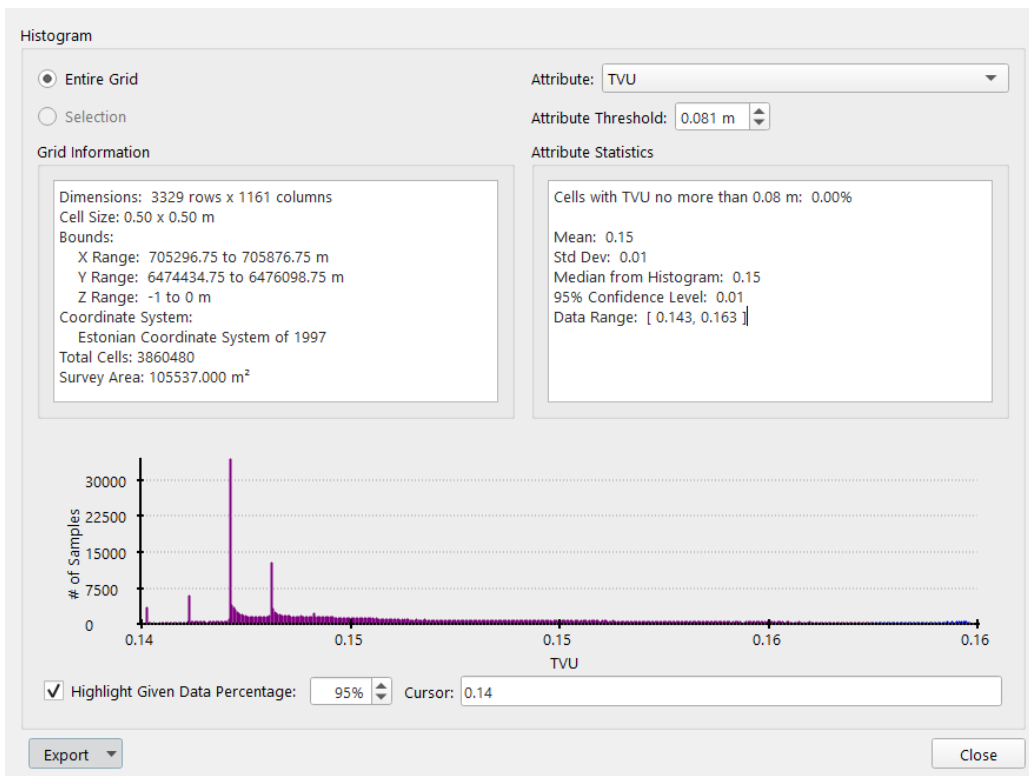 Histogram
Entire Grid
Attribute: TVU
Selection
Attribute Threshold: 0.081 m
Grid Information
Attribute Statistics
Dimensions: 3329 rows x 1161 columns
Cell Size: 0.50 x 0.50 m
Bounds:
X Range: 705296.75 to 705876.75 m
Y Range: 6474434.75 to 6476098.75 m
Z Range: -1 to 0 m
Coordinate System:
Estonian Coordinate System of 1997
Total Cells: 3860480
Survey Area: 105537.000 m²
Cells with TVU no more than 0.08 m: 0.00%
Mean: 0.15
Std Dev: 0.01
Median from Histogram: 0.15
95% Confidence Level: 0.01
Data Range: [ 0.143, 0.163 ]
# of Samples
30000
22500
15000
7500
0
0.14 0.15 0.15 0.16 0.16
TVU
Highlight Given Data Percentage: 95% Cursor: 0.14
Export
Close